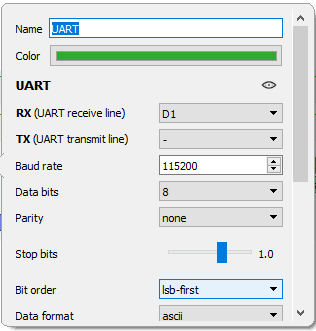 Name UART
Color
UART
RX (UART receive line) D1
TX (UART transmit line) -
Baud rate 115200
Data bits 8
Parity none
Stop bits 1.0
Bit order lsb-first
Data format ascii